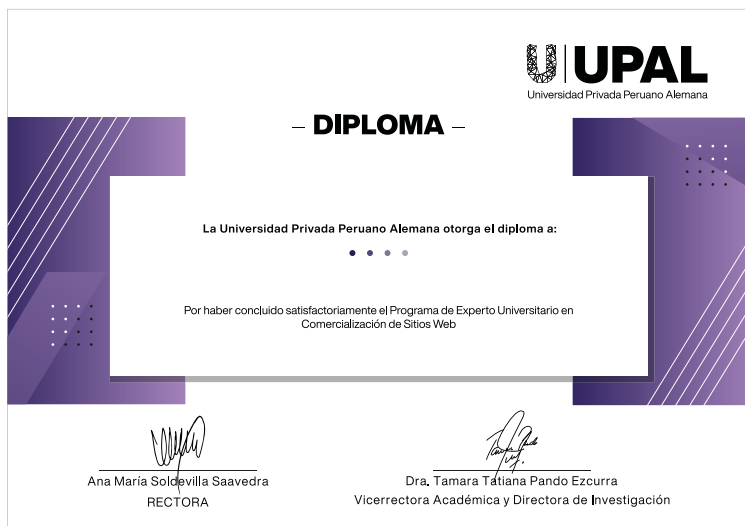 UPAL
Universidad Privada Peruano Alemana
– DIPLOMA –
La Universidad Privada Peruano Alemana otorga el diploma a:
Por haber concluido satisfactoriamente el Programa de Experto Universitario en
Comercialización de Sitios Web
Ana María Soldevilla Saavedra
RECTORA
Dra. Tamara Tatiana Pando Ezcurra
Vicerrectora Académica y Directora de Investigación